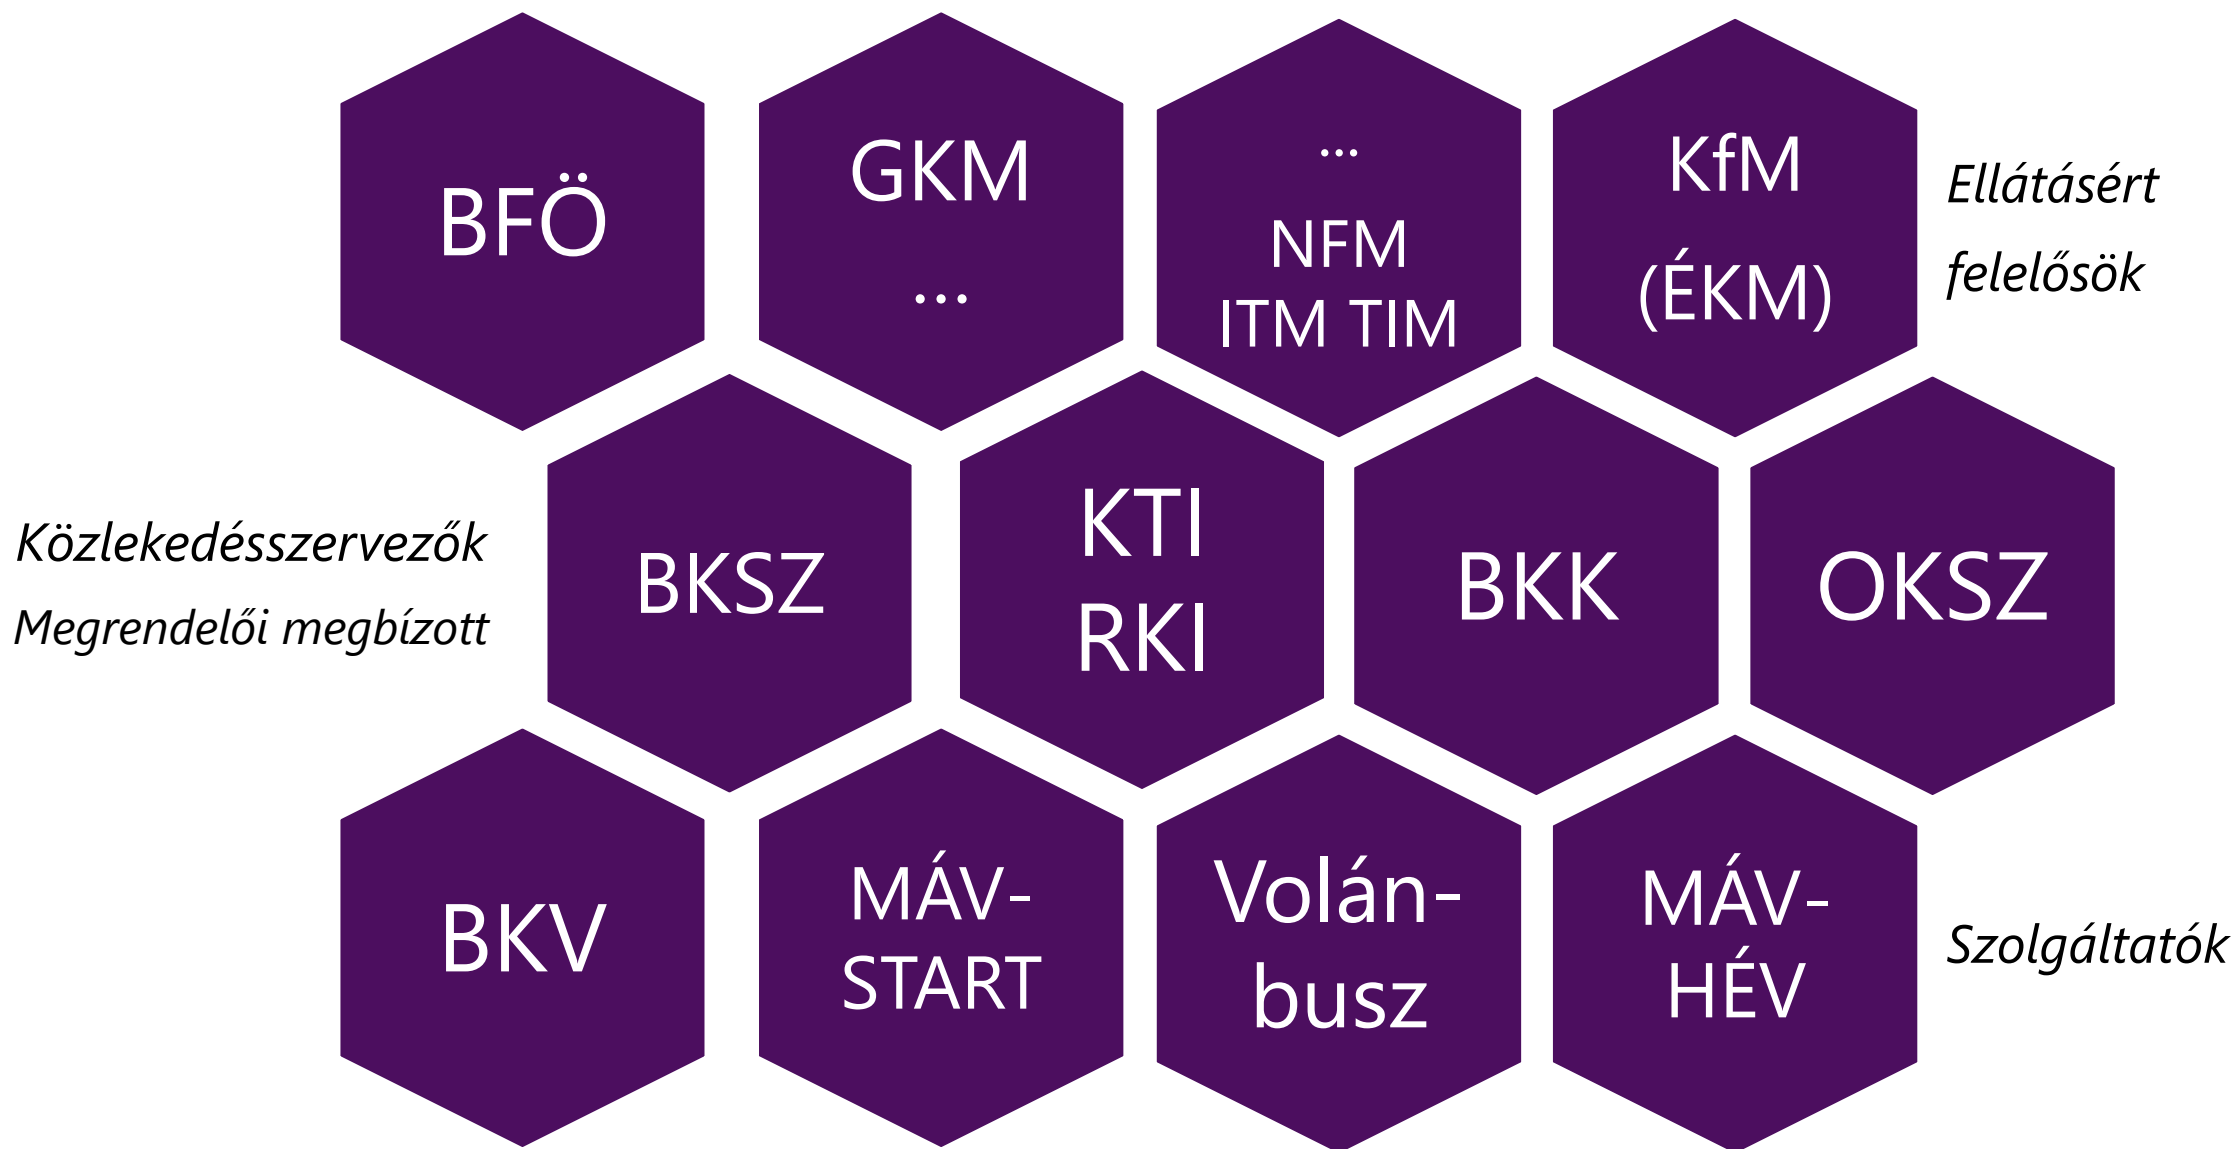 BFÖ
GKM
...
...
NFM
ITM TIM
KfM
(ÉKM)
Ellátásért
felelősök
Közlekedésszervezők
Megrendelői megbízott
BKSZ
KTI
RKI
BKK
OKSZ
BKV
MÁV-
START
Volán-
busz
MÁV-
HÉV
Szolgáltatók